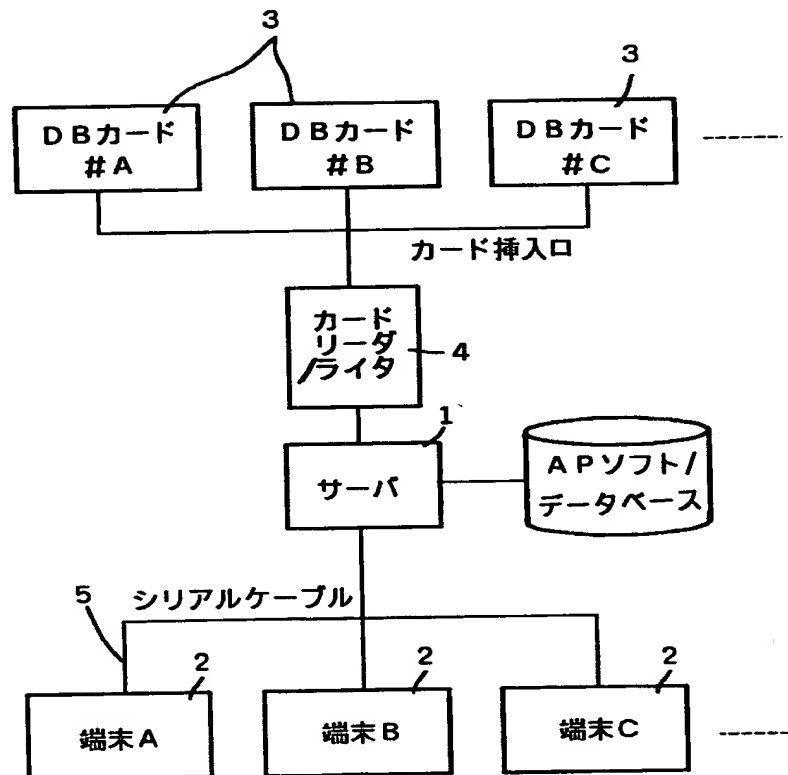 3
3
DBカード
#A
DBカード
#B
DBカード
#C
カード挿入口
カード
リーダ
/ライタ
4
1
サーバ
APソフト/
データベース
5
シリアルケーブル
2
2
2
端末A
端末B
端末C